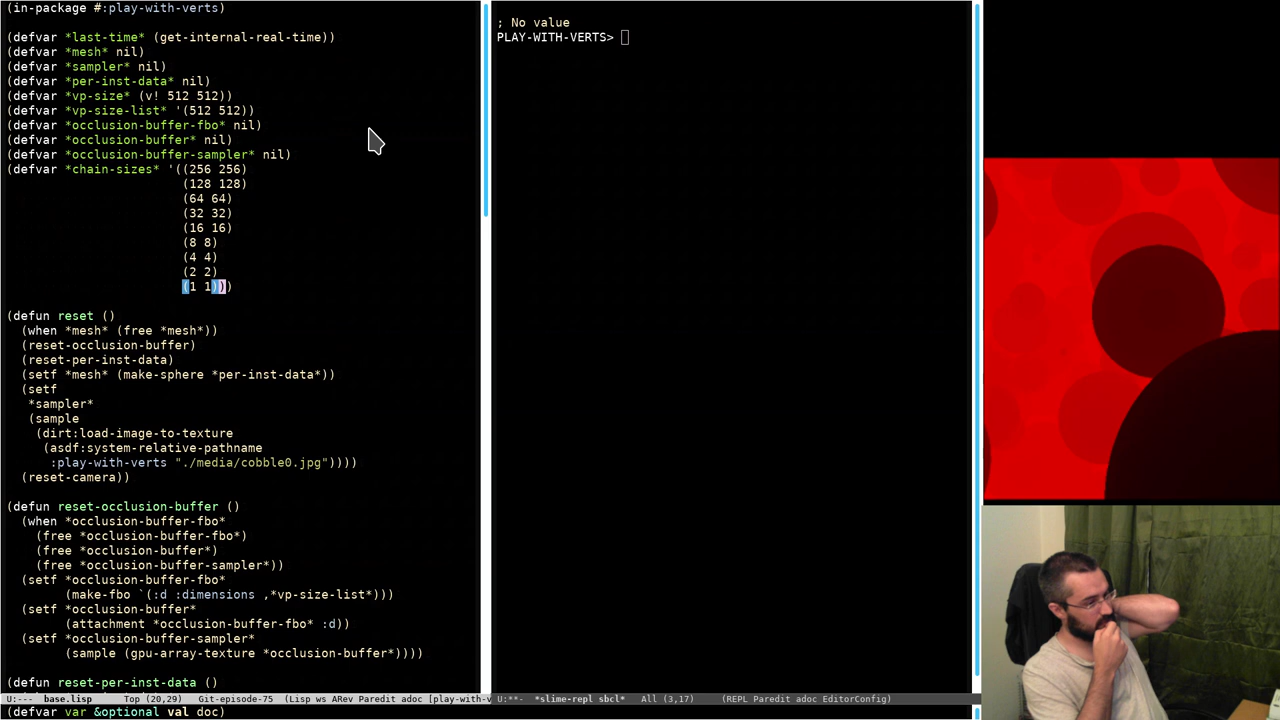 (in-package #:play-with-verts)
(defvar *last-time* (get-internal-real-time))
(defvar *mesh* nil)
(defvar *sampler* nil)
(defvar *per-inst-data* nil)
(defvar *vp-size* (v! 512 512))
(defvar *vp-size-list* '(512 512))
(defvar *occlusion-buffer-fbo* nil)
(defvar *occlusion-buffer* nil)
(defvar *occlusion-buffer-sampler* nil)
(defvar *chain-sizes* '((256 256)
(128 128)
(64 64)
(32 32)
(16 16)
(8 8)
(4 4)
(2 2)
(1 1)))
(defun reset ()
(when *mesh* (free *mesh*))
(reset-occlusion-buffer)
(reset-per-inst-data)
(setf *mesh* (make-sphere *per-inst-data*))
(setf
*sampler*
(sample
(dirt:load-image-to-texture
(asdf:system-relative-pathname
:play-with-verts "./media/cobble0.jpg"))))
(reset-camera))
(defun reset-occlusion-buffer ()
(when *occlusion-buffer-fbo*
(free *occlusion-buffer-fbo*)
(free *occlusion-buffer*)
(free *occlusion-buffer-sampler*))
(setf *occlusion-buffer-fbo*
(make-fbo `(:d :dimensions ,*vp-size-list*)))
(setf *occlusion-buffer*
(attachment *occlusion-buffer-fbo* :d))
(setf *occlusion-buffer-sampler*
(sample (gpu-array-texture *occlusion-buffer*))))
(defun reset-per-inst-data ()
U:--- base.lisp Top (20,29) Git-episode-75 (Lisp ws ARev Paredit adoc [play-with-v
(defvar var &optional val doc)
; No value
PLAY-WITH-VERTS>
U:**- *slime-repl sbcl* All (3,17) (REPL Paredit adoc EditorConfig)